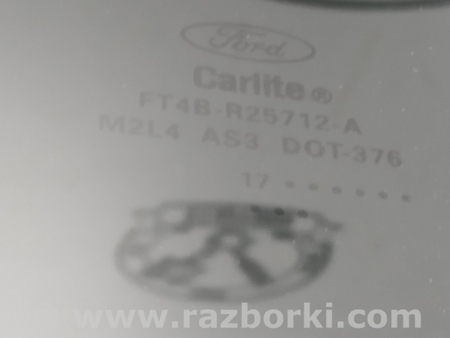 Ford
Carlite®
FT4B-R25712-A
M2L4 AS3 DOT-376
17 • • • • • •
www.razborki.com